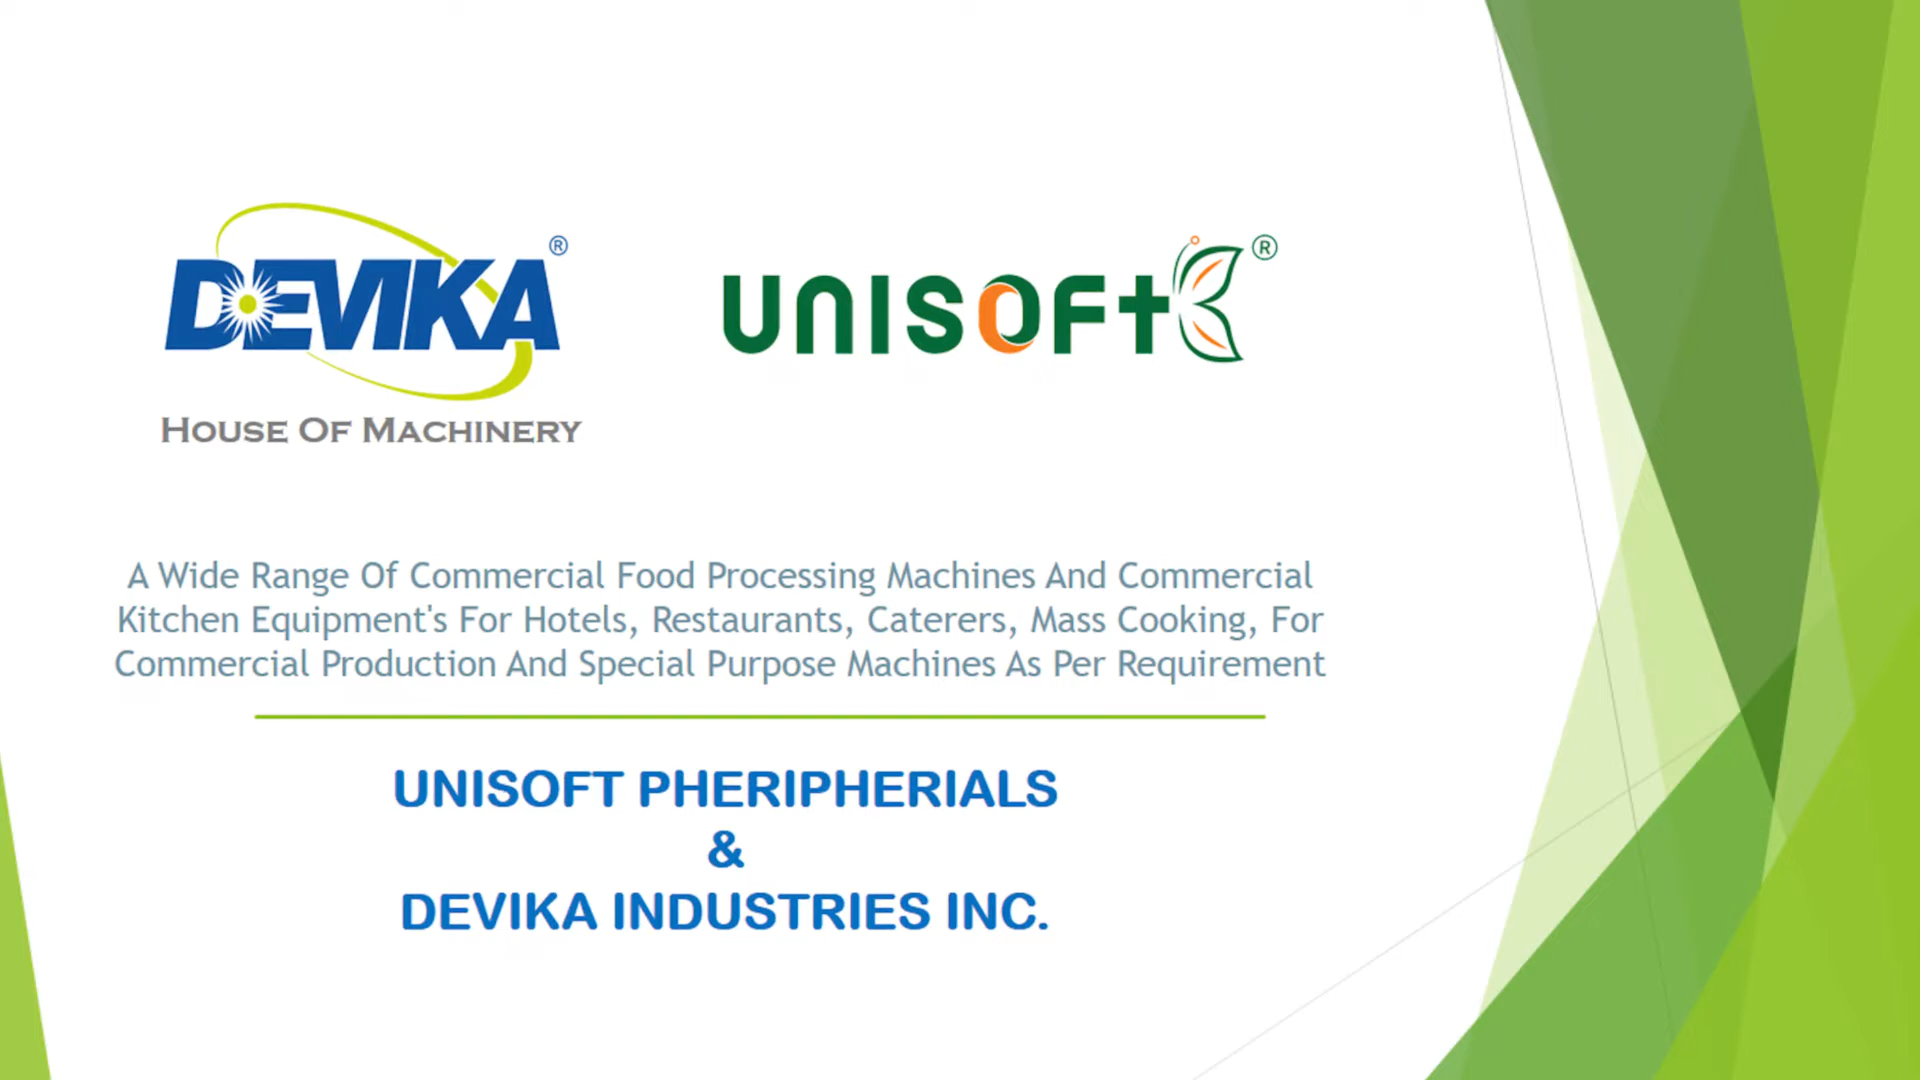 DEVIKA ®
UNISOFT ®
HOUSE OF MACHINERY
A Wide Range Of Commercial Food Processing Machines And Commercial
Kitchen Equipment's For Hotels, Restaurants, Caterers, Mass Cooking, For
Commercial Production And Special Purpose Machines As Per Requirement
UNISOFT PHERIPHERIALS
&
DEVIKA INDUSTRIES INC.